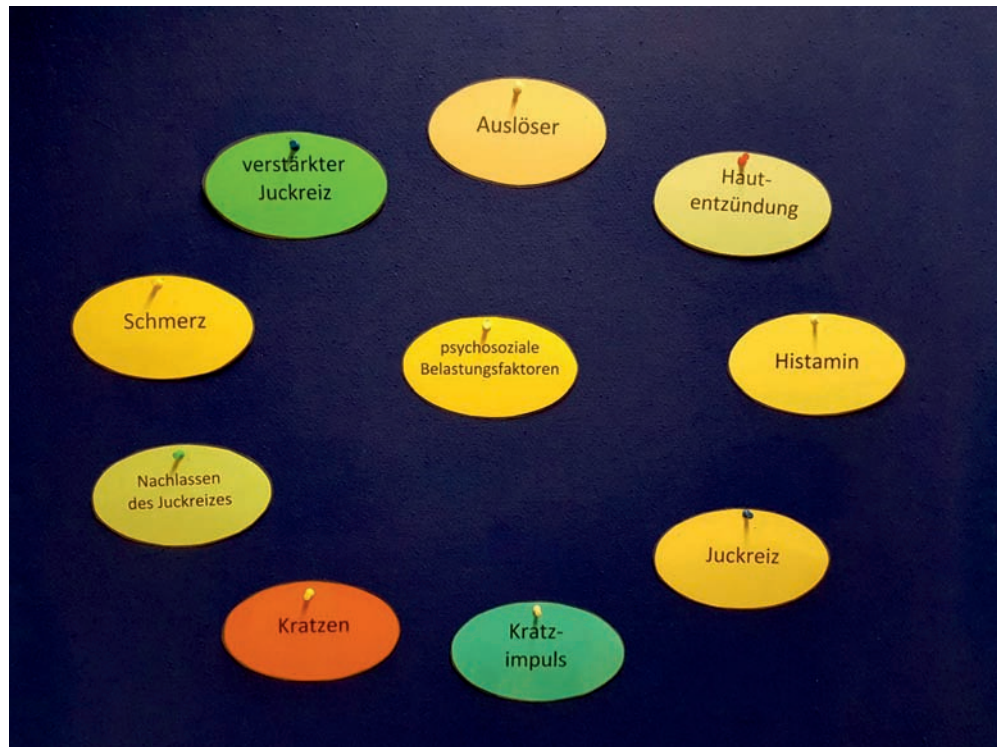 Auslöser
verstärkter
Juckreiz
Haut-
entzündung
Schmerz
psychosoziale
Belastungsfaktoren
Histamin
Nachlassen
des Juckreizes
Juckreiz
Kratzen
Kratz-
impuls